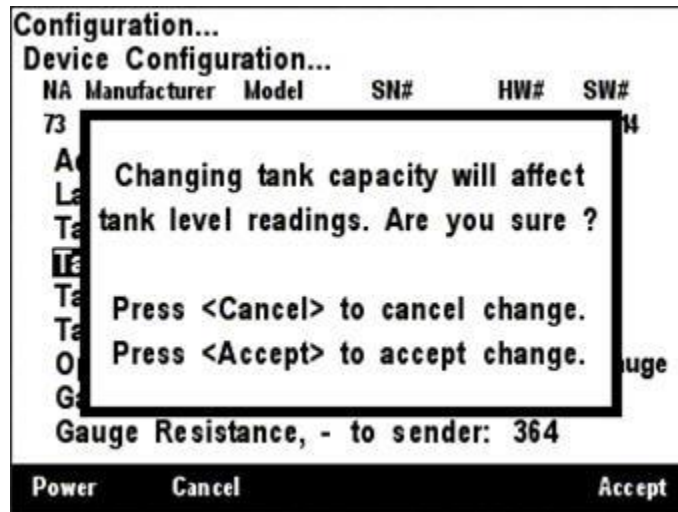 Configuration...
Device Configuration...
NA Manufacturer Model SN# HW# SW#
73
Changing tank capacity will affect
tank level readings. Are you sure ?
Press <Cancel> to cancel change.
Press <Accept> to accept change.
Gauge Resistance, - to sender: 364
Power Cancel Accept